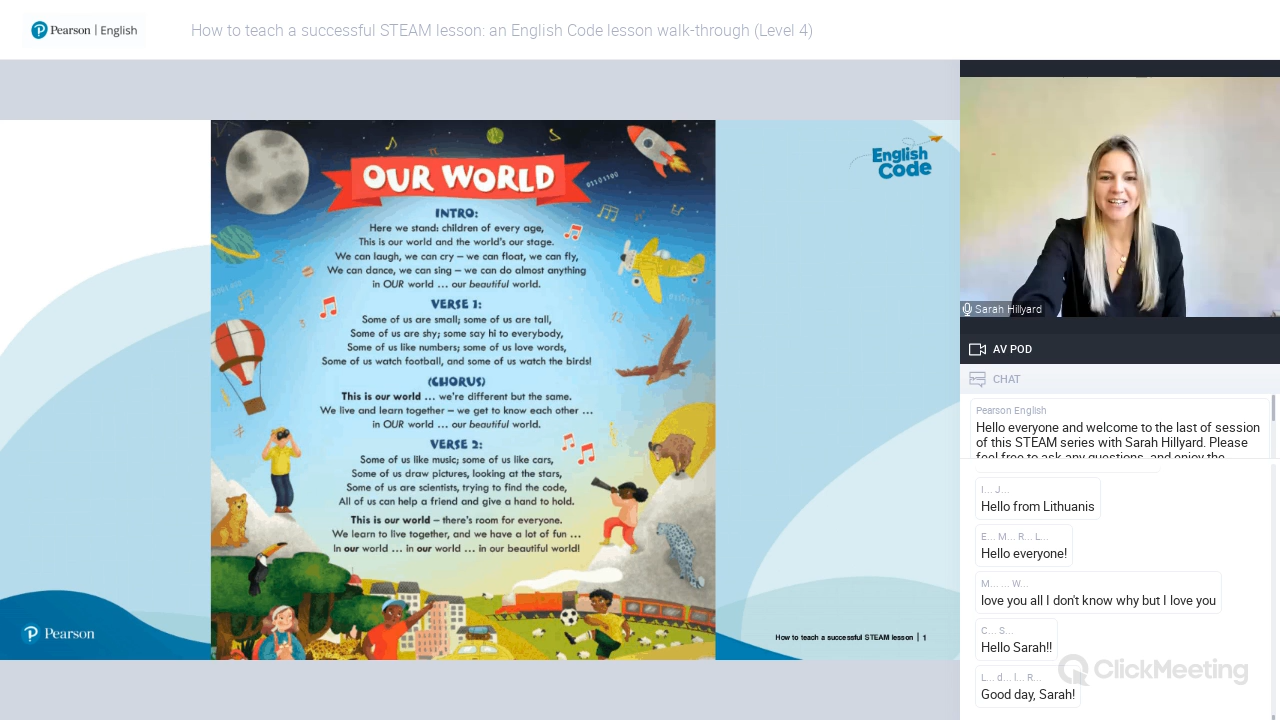 Pearson | English
How to teach a successful STEAM lesson: an English Code lesson walk-through (Level 4)
OUR WORLD
INTRO:
Here we stand: children of every age,
This is our world and the world's our stage.
We can laugh, we can cry – we can float, we can fly,
We can dance, we can sing – we can do almost anything
in OUR world ... our beautiful world.
VERSE 1:
Some of us are small; some of us are tall,
Some of us are shy; some say hi to everybody,
Some of us like numbers; some of us love words,
Some of us watch football, and some of us watch the birds!
(CHORUS)
This is our world ... we're different but the same.
We live and learn together – we get to know each other ...
in OUR world ... our beautiful world.
VERSE 2:
Some of us like music; some of us like cars,
Some of us draw pictures, looking at the stars,
Some of us are scientists, trying to find the code,
All of us can help a friend and give a hand to hold.
This is our world – there's room for everyone.
We learn to live together, and we have a lot of fun ...
In our world ... in our world ... in our beautiful world!
01101100
English
Code
Pearson
How to teach a successful STEAM lesson | 1
Sarah Hillyard
AV POD
CHAT
Pearson English
Hello everyone and welcome to the last of session
of this STEAM series with Sarah Hillyard. Please
feel free to ask any questions, and enjoy the
I... J...
Hello from Lithuanis
E... M... R... L...
Hello everyone!
M... ... W...
love you all I don't know why but I love you
C... S...
Hello Sarah!!
L... d... l... R...
Good day, Sarah!
ClickMeeting